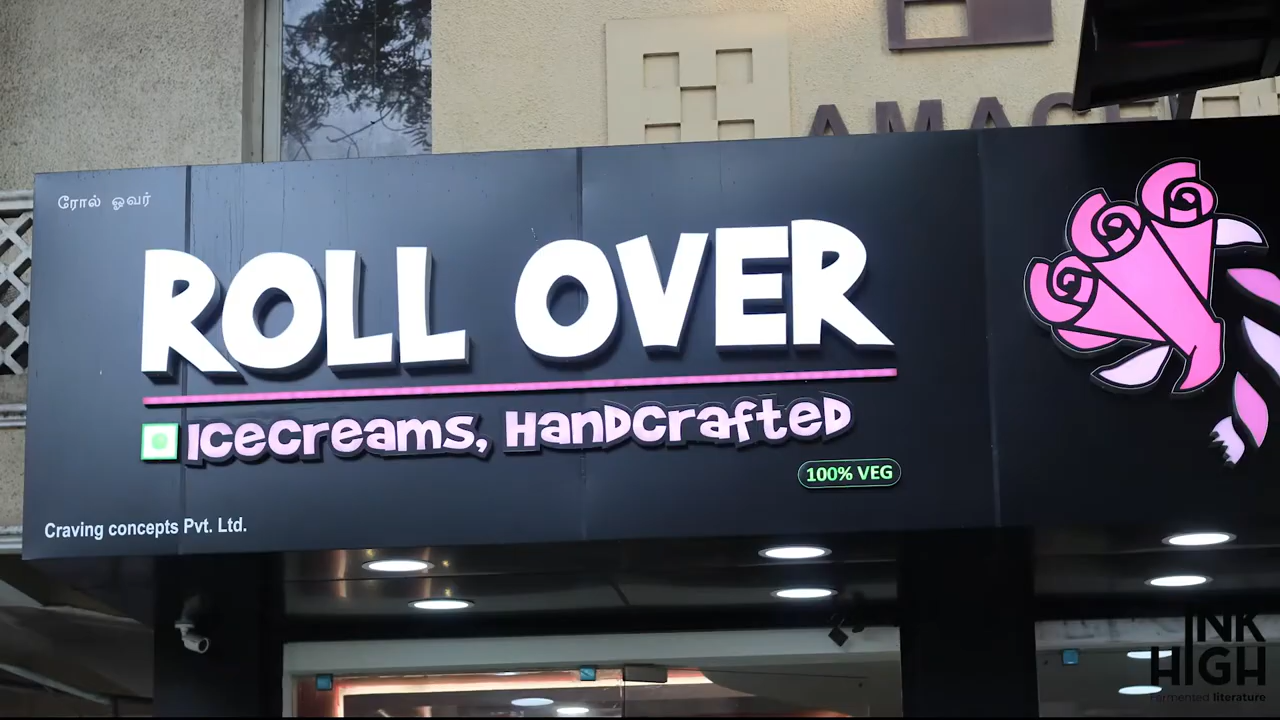 ரோல் ஓவர்
ROLL OVER
Icecreams, Handcrafted
100% VEG
Craving concepts Pvt. Ltd.
INK
HIGH
Fermented literature